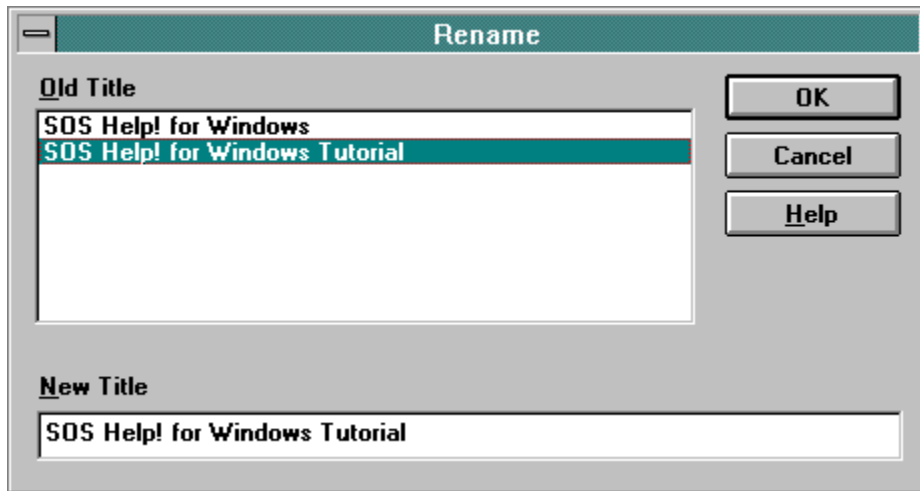 Rename
Old Title
SOS Help! for Windows
SOS Help! for Windows Tutorial
OK
Cancel
Help
New Title
SOS Help! for Windows Tutorial